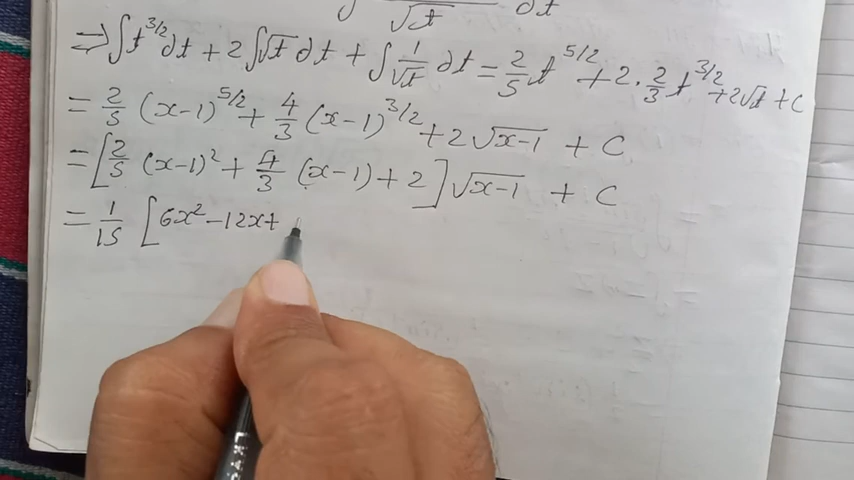 ∫ √t dt
⇒ ∫t^{3/2} dt + 2∫√t dt + ∫ 1/√t dt = 2/5 t^{5/2} + 2 · 2/3 t^{3/2} + 2√t + C
= 2/5 (x-1)^{5/2} + 4/3 (x-1)^{3/2} + 2√(x-1) + C
= [2/5 (x-1)² + 4/3 (x-1) + 2] √(x-1) + C
= 1/15 [6x² - 12x +